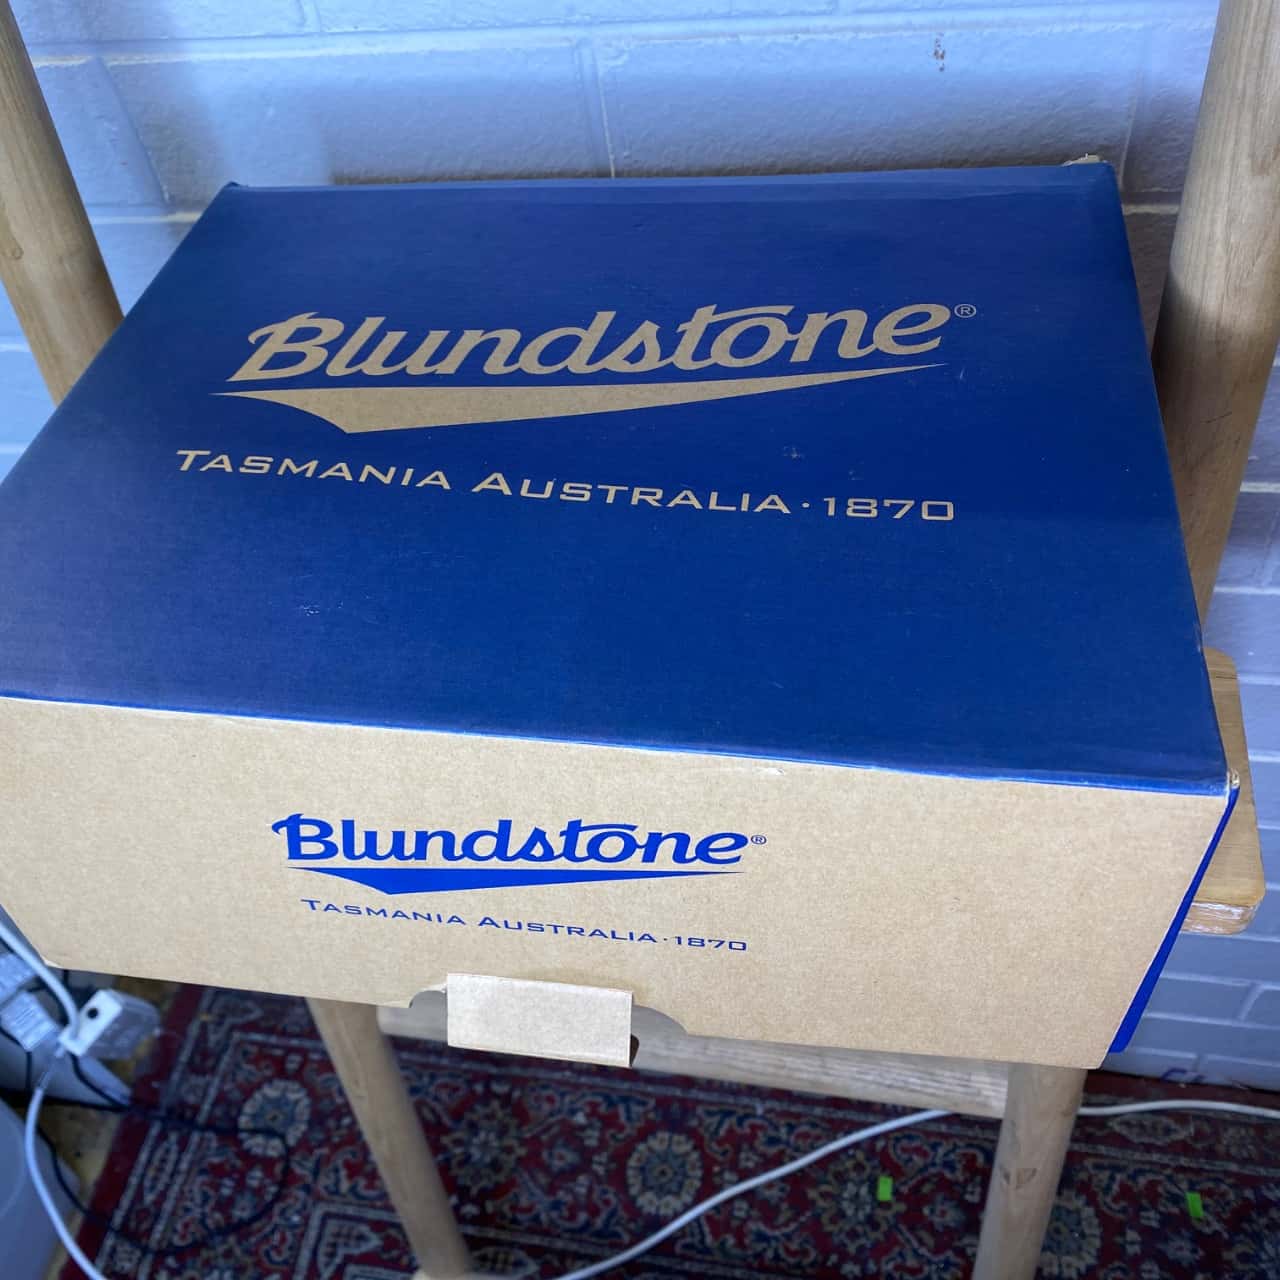 Blundstone®
TASMANIA AUSTRALIA · 1870
Blundstone®
TASMANIA AUSTRALIA · 1870